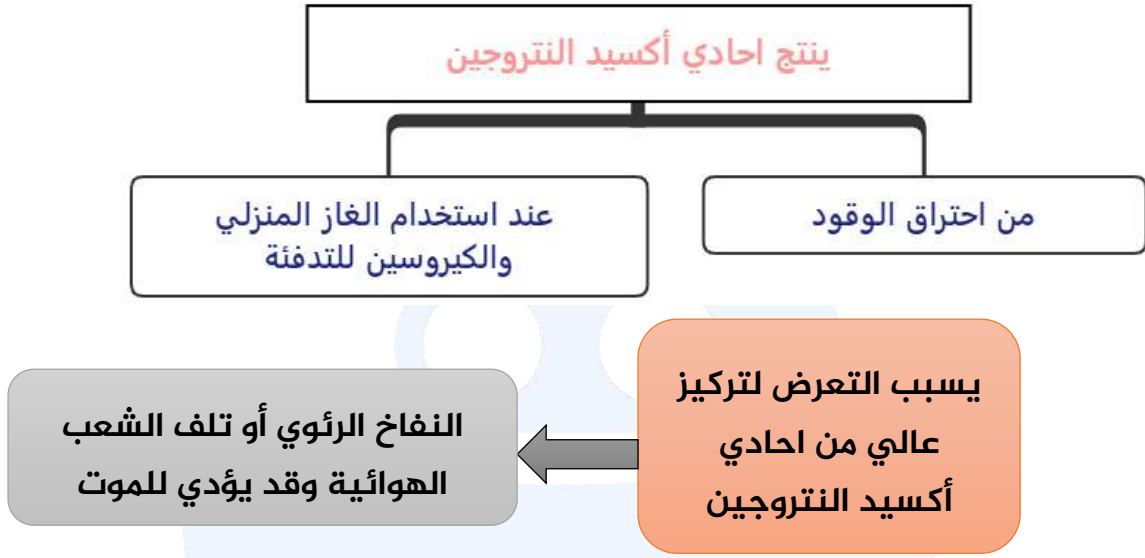 ينتج احادي أكسيد النتروجين
من احتراق الوقود
عند استخدام الغاز المنزلي
والكيروسين للتدفئة
يسبب التعرض لتركيز
عالي من احادي
أكسيد النتروجين
النفاخ الرئوي أو تلف الشعب
الهوائية وقد يؤدي للموت